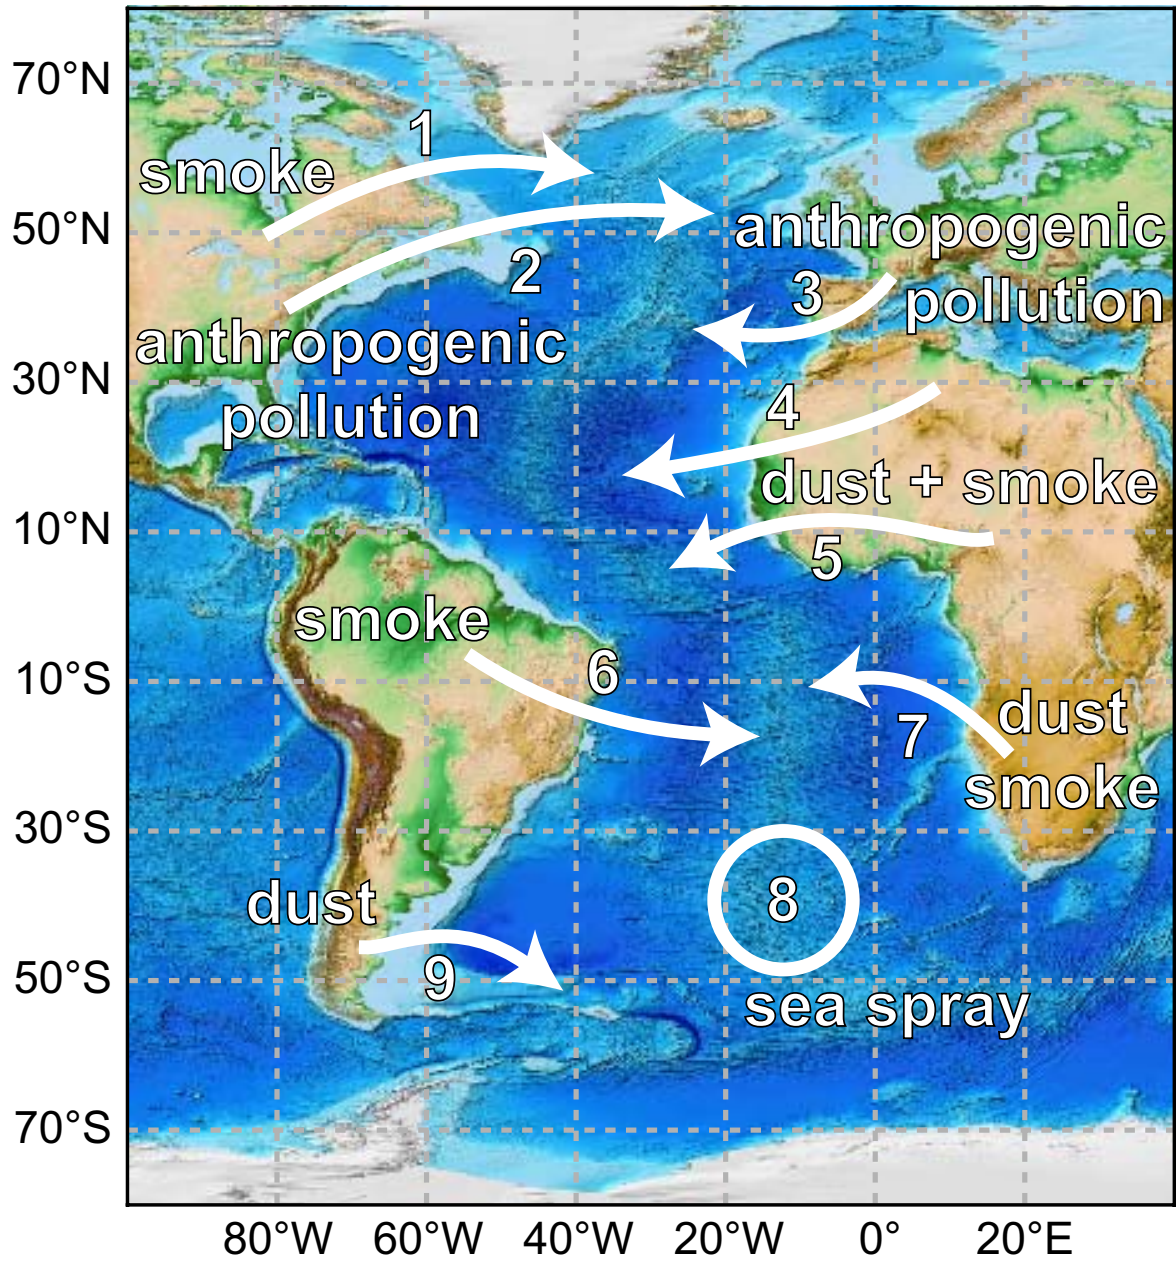 70°N
1
smoke
50°N
anthropogenic
2
3
pollution
anthropogenic
30°N
4
pollution
dust + smoke
10°N
5
smoke
6
10°S
dust
7
smoke
30°S
8
dust
9
50°S
sea spray
70°S
80°W 60°W 40°W 20°W 0° 20°E